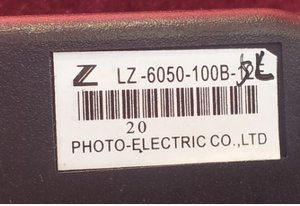 Z LZ-6050-100B-
20
PHOTO-ELECTRIC CO.,LTD